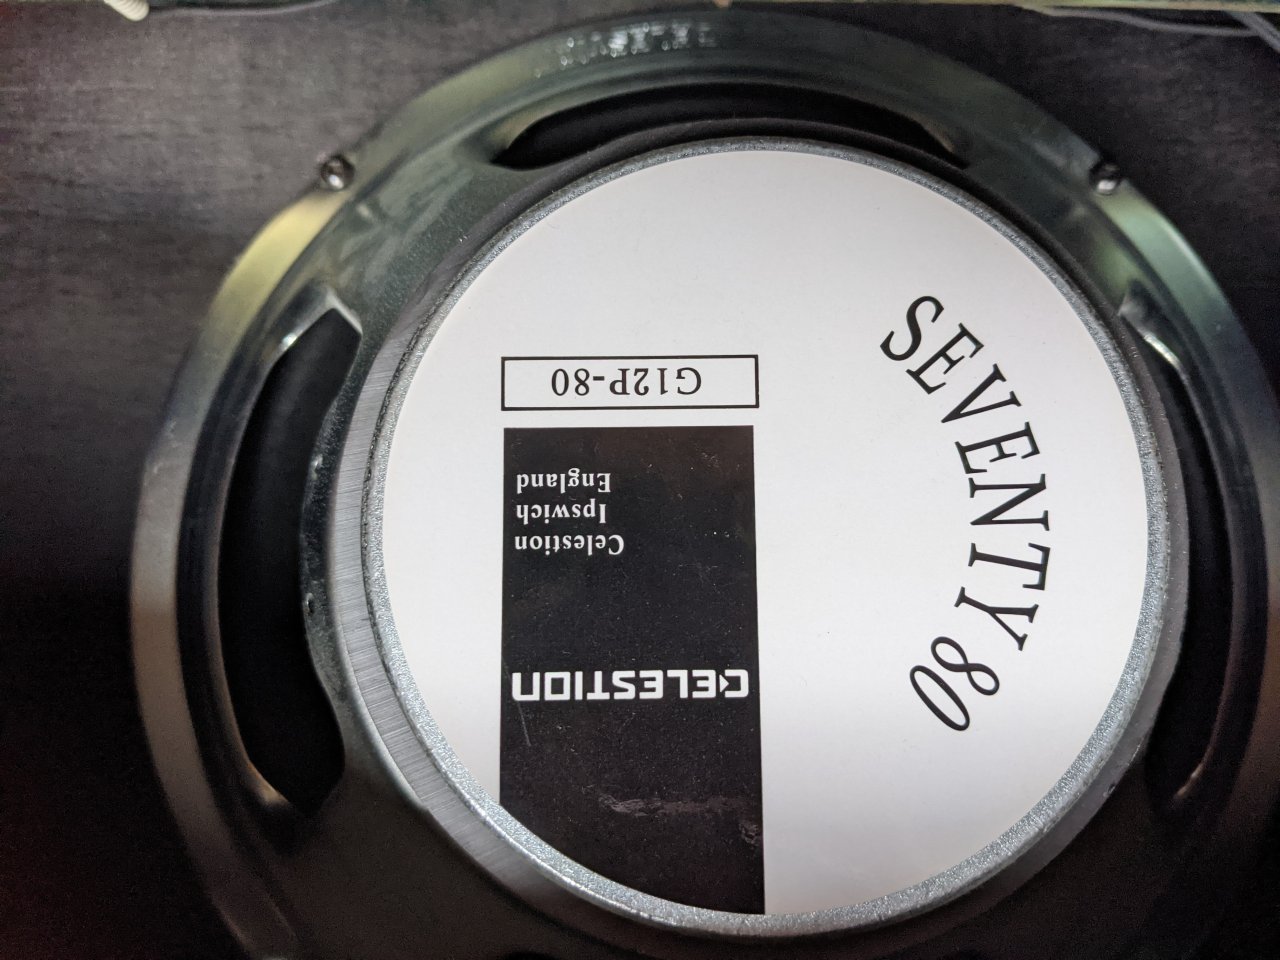 SEVENTY 80
CELESTION
Celestion
Ipswich
England
G12P-80